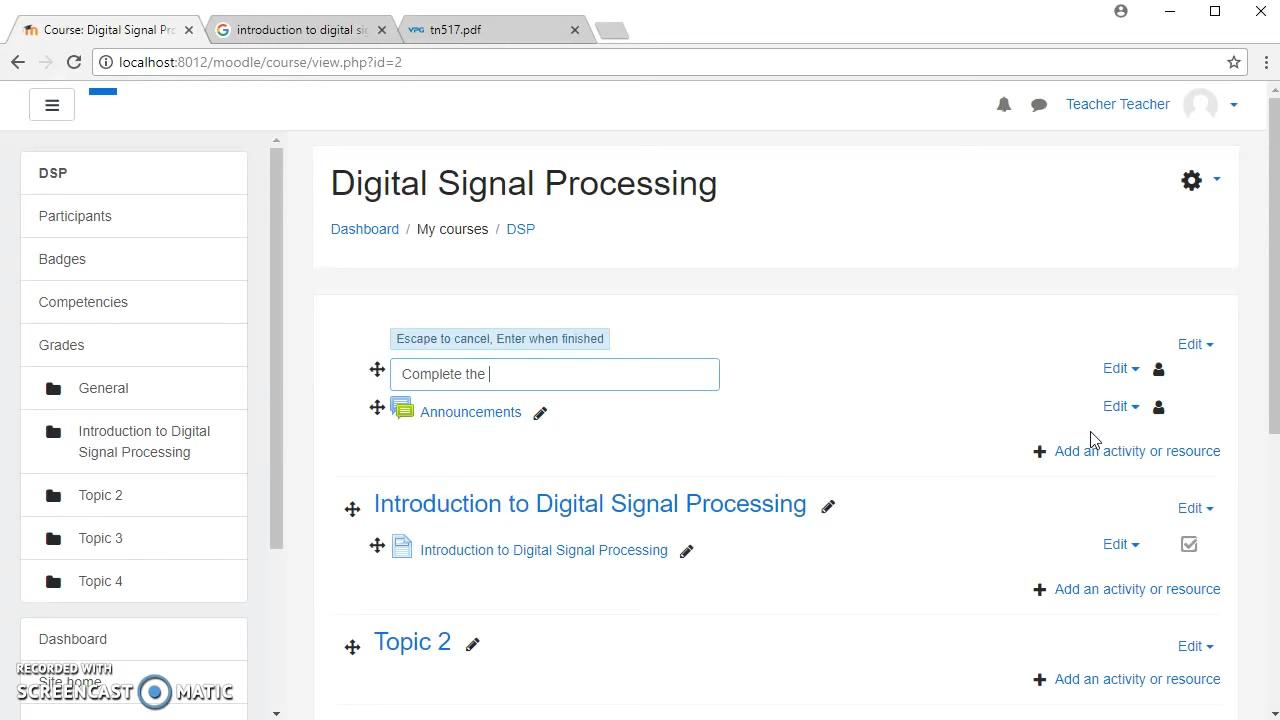 Course: Digital Signal Pro
introduction to digital si
VPG tn517.pdf
localhost:8012/moodle/course/view.php?id=2
Teacher Teacher
DSP
Participants
Badges
Competencies
Grades
General
Introduction to Digital
Signal Processing
Topic 2
Topic 3
Topic 4
Dashboard
Site home
Digital Signal Processing
Dashboard / My courses / DSP
Escape to cancel, Enter when finished
Edit
Complete the
Edit
Announcements
Edit
Add an activity or resource
Introduction to Digital Signal Processing
Edit
Introduction to Digital Signal Processing
Edit
Add an activity or resource
Topic 2
Edit
Add an activity or resource
RECORDED WITH
SCREENCAST MATIC